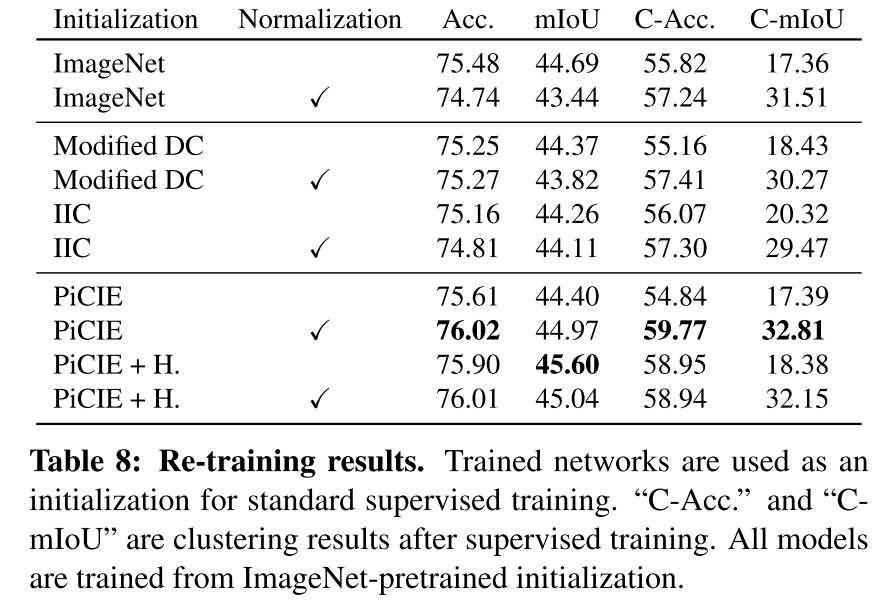 Initialization Normalization Acc. mIoU C-Acc. C-mIoU
ImageNet 75.48 44.69 55.82 17.36
ImageNet ✓ 74.74 43.44 57.24 31.51
Modified DC 75.25 44.37 55.16 18.43
Modified DC ✓ 75.27 43.82 57.41 30.27
IIC 75.16 44.26 56.07 20.32
IIC ✓ 74.81 44.11 57.30 29.47
PiCIE 75.61 44.40 54.84 17.39
PiCIE ✓ 76.02 44.97 59.77 32.81
PiCIE + H. 75.90 45.60 58.95 18.38
PiCIE + H. ✓ 76.01 45.04 58.94 32.15
Table 8: Re-training results. Trained networks are used as an
initialization for standard supervised training. “C-Acc.” and “C-
mIoU” are clustering results after supervised training. All models
are trained from ImageNet-pretrained initialization.